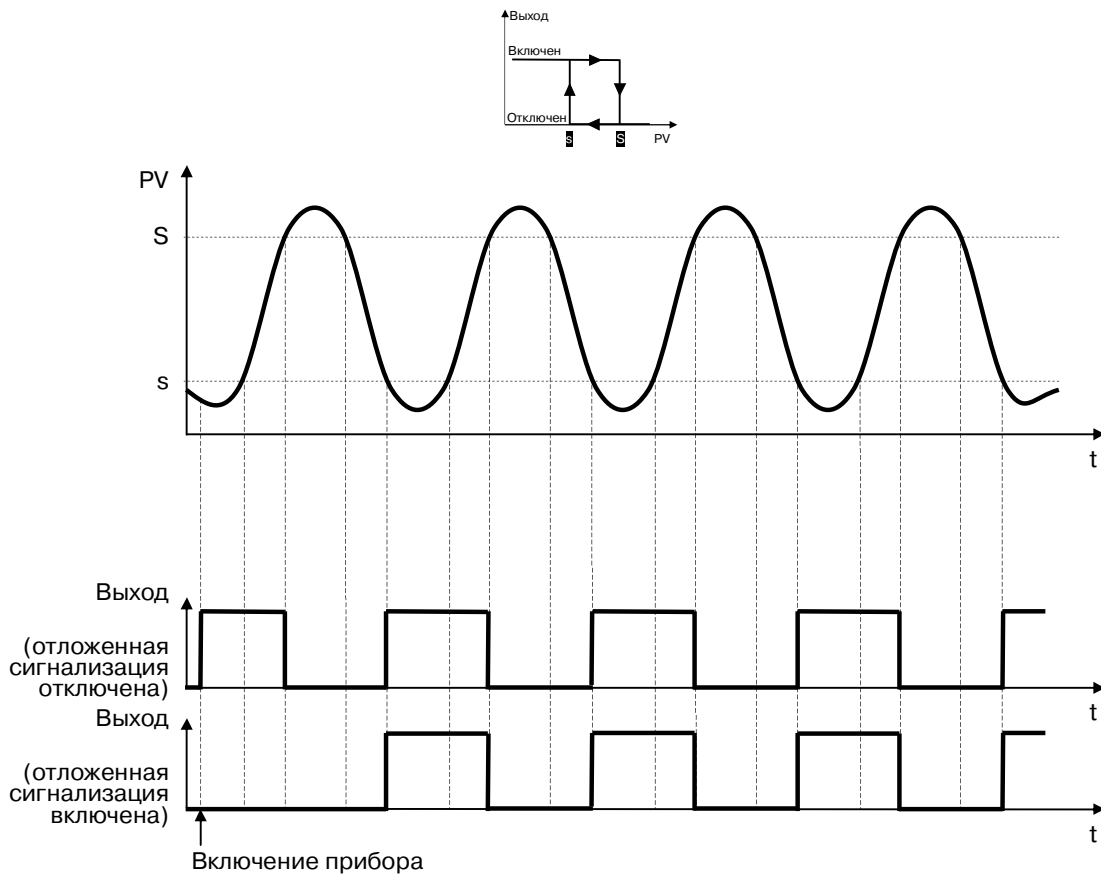 Выход
Включен
Отключен
s S PV
PV
S
s
t
Выход
(отложенная
сигнализация
отключена)
t
Выход
(отложенная
сигнализация
включена)
t
Включение прибора